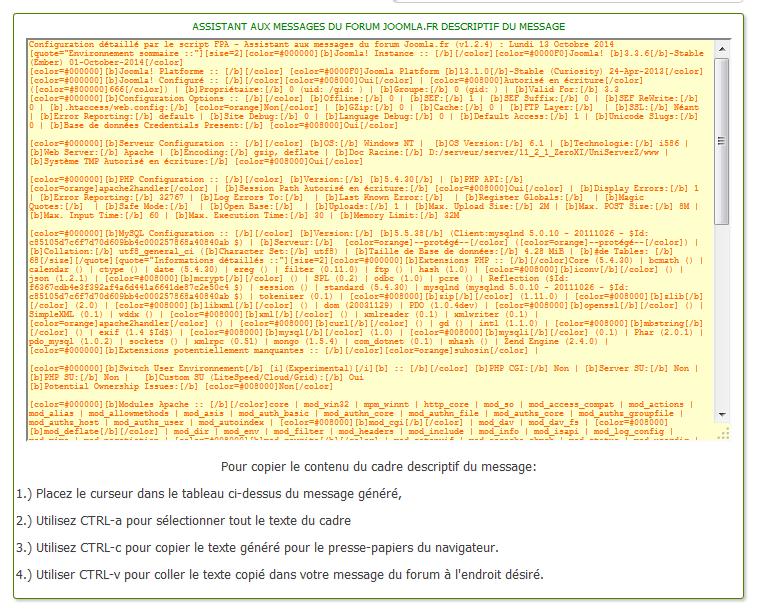 ASSISTANT AUX MESSAGES DU FORUM JOOMLA.FR DESCRIPTIF DU MESSAGE
Configuration détaillé par le script FPA - Assistant aux messages du forum Joomla.fr (v1.2.4) : Lundi 13 Octobre 2014
[quote="Environnement sommaire ::"][size=2][color=#000000][b]Joomla! Instance :: [/b][/color] [color=#0000F0]Joomla! [b]3.3.6[/b]-Stable
(Ember) 01-October-2014[/color]
[color=#000000][b]Joomla! Platforme :: [/b][/color] [color=#0000F0]Joomla Platform [b]13.1.0[/b]-Stable (Curiosity) 24-Apr-2013[/color]
[color=#000000][b]Joomla! Configuré :: [/b][/color] [color=#008000]Oui[/color] | [color=#008000]Autorisé en écriture[/color]
([color=#800000]666[/color]) | [b]Propriétaire:[/b] 0 (uid: /gid: ) | [b]Groupe:[/b] 0 (gid: ) | [b]Valid For:[/b] 3.3
[color=#000000][b]Configuration Options :: [/b][/color] [b]Offline:[/b] 0 | [b]SEF:[/b] 1 | [b]SEF Suffix:[/b] 0 | [b]SEF ReWrite:[/b]
0 | [b].htaccess/web.config:[/b] [color=orange]Non[/color] | [b]GZip:[/b] 0 | [b]Cache:[/b] 0 | [b]FTP Layer:[/b]  | [b]SSL:[/b] Néant
| [b]Error Reporting:[/b] default | [b]Site Debug:[/b] 0 | [b]Language Debug:[/b] 0 | [b]Default Access:[/b] 1 | [b]Unicode Slugs:[/b]
0 | [b]Base de données Credentials Present:[/b] [color=#008000]Oui[/color]
[color=#000000][b]Serveur Configuration :: [/b][/color] [b]OS:[/b] Windows NT |  [b]OS Version:[/b] 6.1 | [b]Technologie:[/b] i586 |
[b]Web Server:[/b] Apache | [b]Encoding:[/b] gzip, deflate | [b]Doc Racine:[/b] D:/serveur/server/11_2_1_ZeroXI/UniServerZ/www |
[b]Système TMP Autorisé en écriture:[/b] [color=#008000]Oui[/color]
[color=#000000][b]PHP Configuration :: [/b][/color] [b]Version:[/b] [b]5.4.30[/b] | [b]PHP API:[/b]
[color=orange]apache2handler[/color] | [b]Session Path Autorisé en écriture:[/b] [color=#008000]Oui[/color] | [b]Display Errors:[/b] 1
| [b]Error Reporting:[/b] 32767 | [b]Log Errors To:[/b]  | [b]Last Known Error:[/b]  | [b]Register Globals:[/b]  | [b]Magic
Quotes:[/b]  | [b]Safe Mode:[/b]  | [b]Open Base:[/b]  | [b]Uploads:[/b] 1 | [b]Max. Upload Size:[/b] 2M | [b]Max. POST Size:[/b] 8M |
[b]Max. Input Time:[/b] 60 | [b]Max. Execution Time:[/b] 30 | [b]Memory Limit:[/b] 32M
[color=#000000][b]MySQL Configuration :: [/b][/color] [b]Version:[/b] [b]5.5.38[/b] (Client:mysqlnd 5.0.10 - 20111026 - $Id:
c85105d7c6f7d70d609bb4c000257868a40840ab $) | [b]Serveur:[/b]  [color=orange]--protégé--[/color] ([color=orange]--protégé--[/color]) |
[b]Collation:[/b] utf8_general_ci ([b]Character Set:[/b] utf8) | [b]Taille de Base de données:[/b] 4.28 MiB | [b]#de Tables: [/b]
68[/size][/quote][quote="Informations détaillés ::"][size=2][color=#000000][b]Extensions PHP :: [/b][/color]Core (5.4.30) | bcmath () |
calendar () | ctype () | date (5.4.30) | ereg () | filter (0.11.0) | ftp () | hash (1.0) | [color=#008000][b]iconv[/b][/color] () |
json (1.2.1) | [color=#008000][b]mcrypt[/b][/color] () | SPL (0.2) | odbc (1.0) | pcre () | Reflection ($Id:
f6367cdb4e3f392af4a6d441a6641de87c2e50c4 $) | session () | standard (5.4.30) | mysqlnd (mysqlnd 5.0.10 - 20111026 - $Id:
c85105d7c6f7d70d609bb4c000257868a40840ab $) | tokenizer (0.1) | [color=#008000][b]zip[/b][/color] (1.11.0) | [color=#008000][b]zlib[/b]
[/color] (2.0) | [color=#008000][b]libxml[/b][/color] () | dom (20031129) | PDO (1.0.4dev) | [color=#008000][b]openssl[/b][/color] () |
SimpleXML (0.1) | wddx () | [color=#008000][b]xml[/b][/color] () | xmlreader (0.1) | xmlwriter (0.1) |
[color=orange]apache2handler[/color] () | [color=#008000][b]curl[/b][/color] () | gd () | intl (1.1.0) | [color=#008000][b]mbstring[/b]
[/color] () | exif (1.4 $Id$) | [color=#008000][b]mysql[/b][/color] (1.0) | [color=#008000][b]mysqli[/b][/color] (0.1) | Phar (2.0.1) |
pdo_mysql (1.0.2) | sockets () | xmlrpc (0.51) | mongo (1.5.4) | com_dotnet (0.1) | mhash () | Zend Engine (2.4.0) |
[color=#000000][b]Extensions potentiellement manquantes :: [/b][/color][color=orange]suhosin[/color] |
[color=#000000][b]Switch User Environnement[/b] [i](Experimental)[/i][b] :: [/b][/color] [b]PHP CGI:[/b] Non | [b]Server SU:[/b] Non |
[b]PHP SU:[/b] Non |   [b]Custom SU (LiteSpeed/Cloud/Grid):[/b] Oui
[b]Potential Ownership Issues:[/b] [color=#008000]Non[/color]
[color=#000000][b]Modules Apache :: [/b][/color][color=#000000]core | mod_win32 | mpm_winnt | http_core | mod_so | mod_access_compat | mod_actions |
mod_alias | mod_allowmethods | mod_asis | mod_auth_basic | mod_authn_core | mod_authn_file | mod_authz_core | mod_authz_groupfile |
mod_authz_host | mod_authz_user | mod_autoindex | [color=#008000][b]mod_cgi[/b][/color] | mod_dav | mod_dav_fs | [color=#008000]
[b]mod_deflate[/b][/color] | mod_dir | mod_env | mod_filter | mod_headers | mod_include | mod_info | mod_isapi | mod_log_config |
Pour copier le contenu du cadre descriptif du message:
1.) Placez le curseur dans le tableau ci-dessus du message généré,
2.) Utilisez CTRL-a pour sélectionner tout le texte du cadre
3.) Utilisez CTRL-c pour copier le texte généré pour le presse-papiers du navigateur.
4.) Utiliser CTRL-v pour coller le texte copié dans votre message du forum à l'endroit désiré.